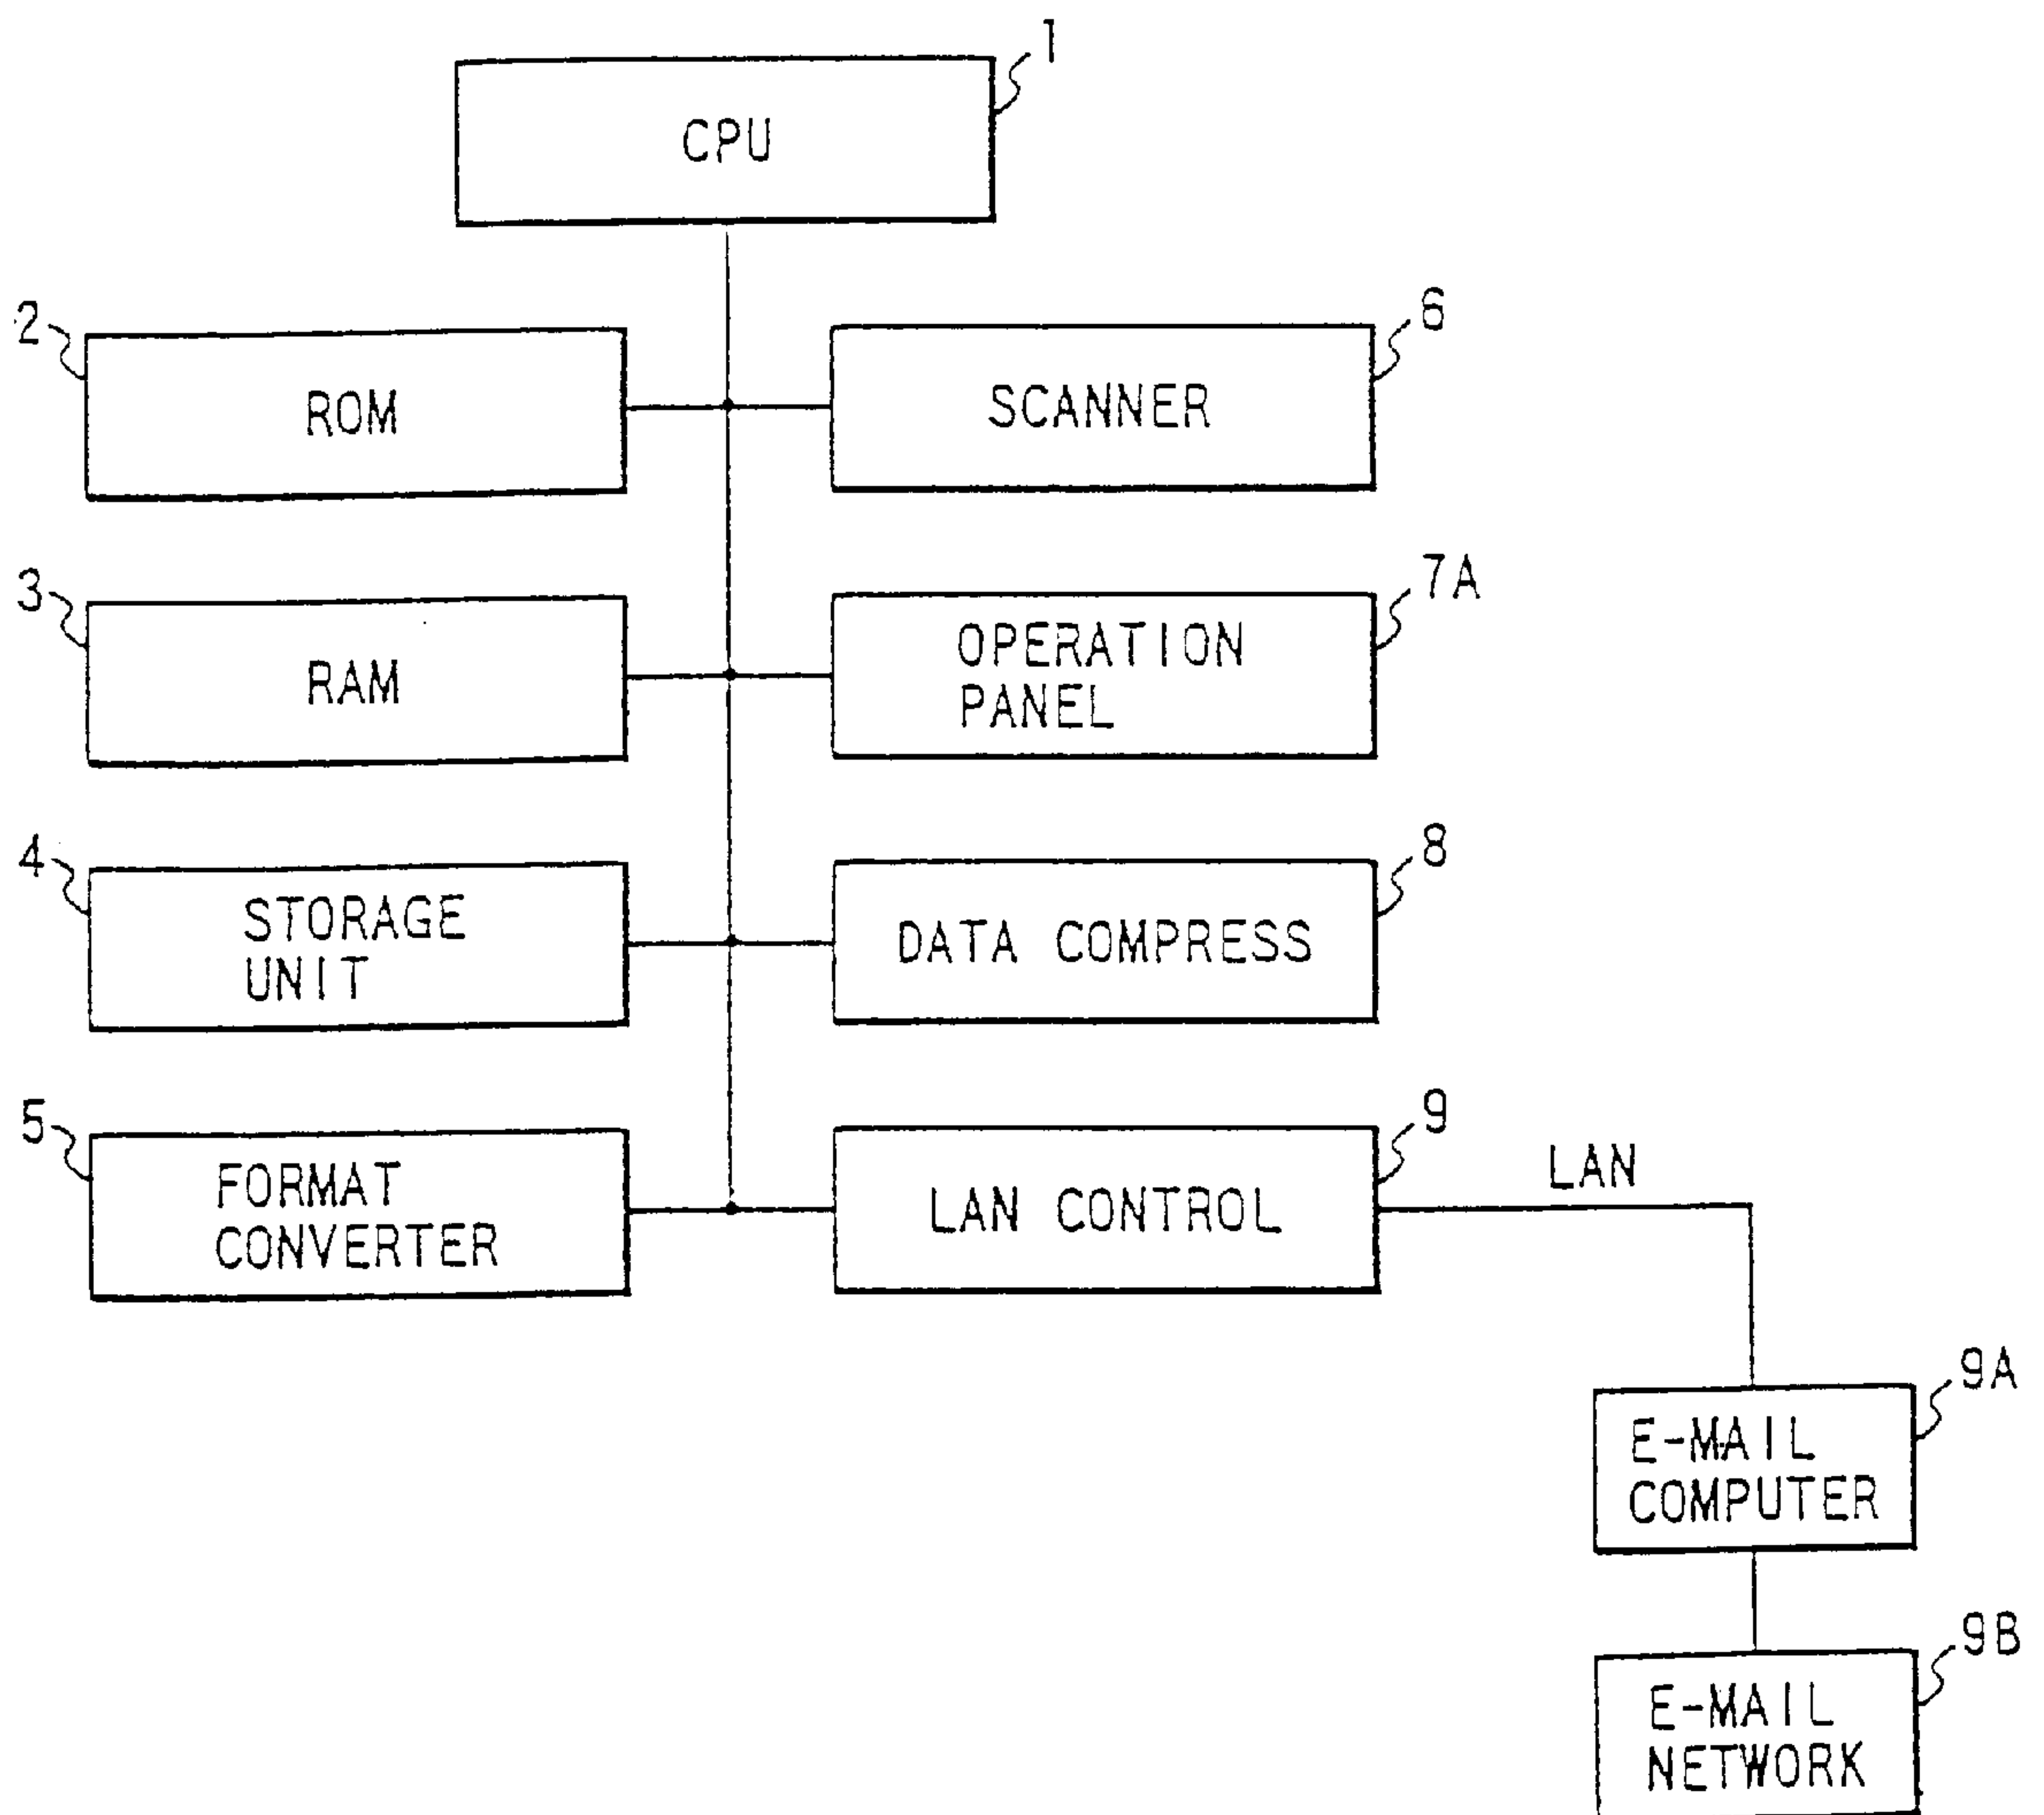 1
CPU
2
ROM
6
SCANNER
3
RAM
7A
OPERATION
PANEL
4
STORAGE
UNIT
8
DATA COMPRESS
5
FORMAT
CONVERTER
9
LAN CONTROL
LAN
9A
E-MAIL
COMPUTER
9B
E-MAIL
NETWORK